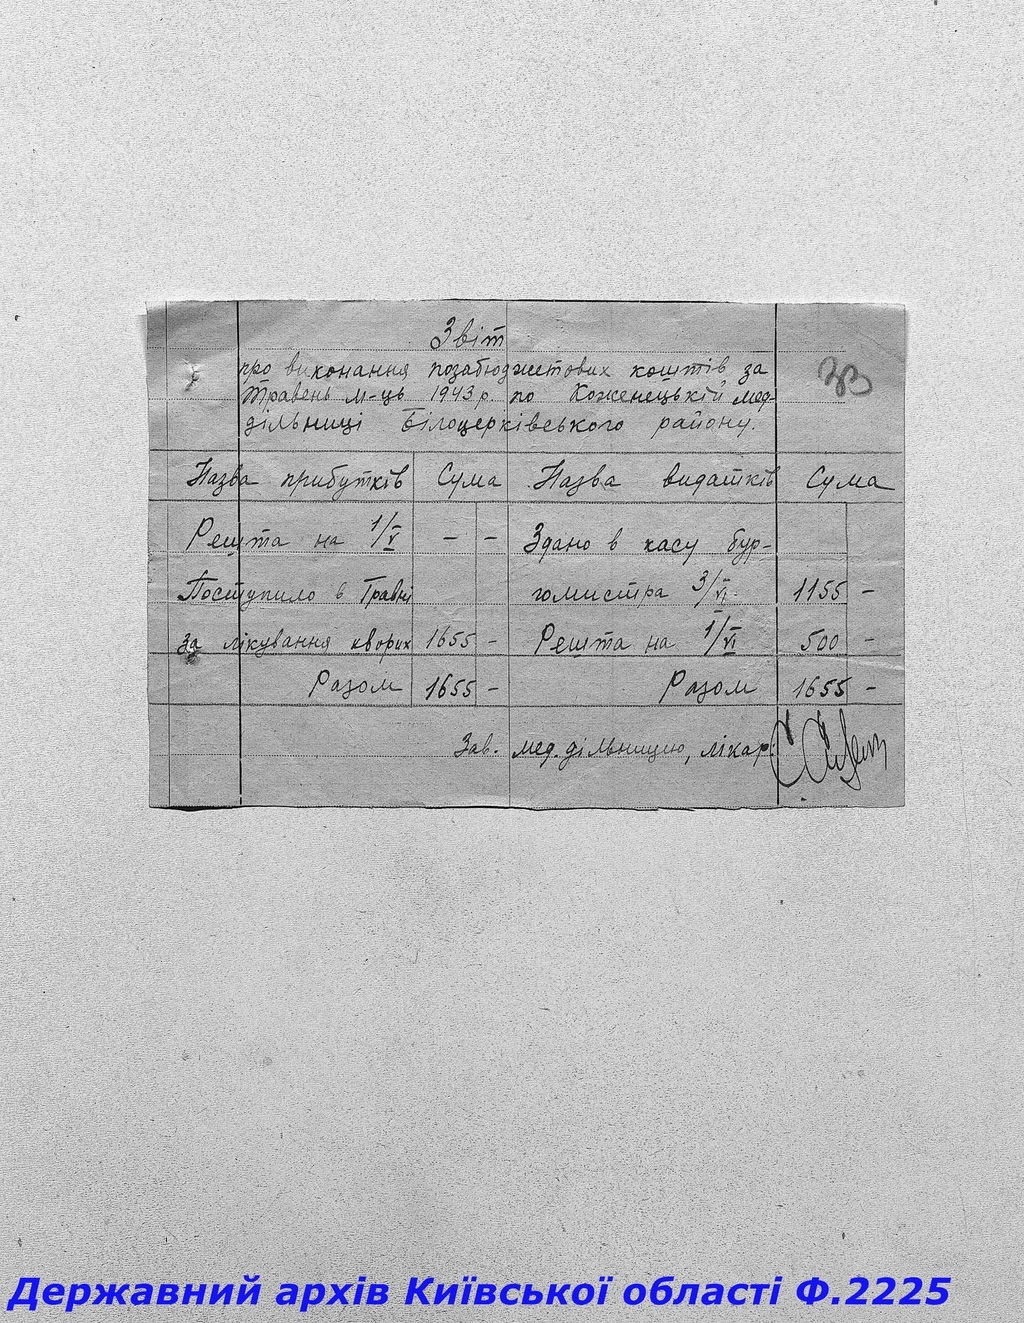 Звіт
про виконання позабюджетових коштів за
Травень м-ць 1943 р. по Коженецькій мед-
дільниці Білоцерківського району.
33
Назва прибутків Сума Назва видатків Сума
Решта на 1/V - - Здано в касу бур-
Поступило в Травні гомистра 3/VI. 1155 -
за лікування хворих 1655 - Решта на 1/VI 500 -
Разом 1655 - Разом 1655 -
Зав. мед. дільницею, лікар:
Державний архів Київської області Ф.2225